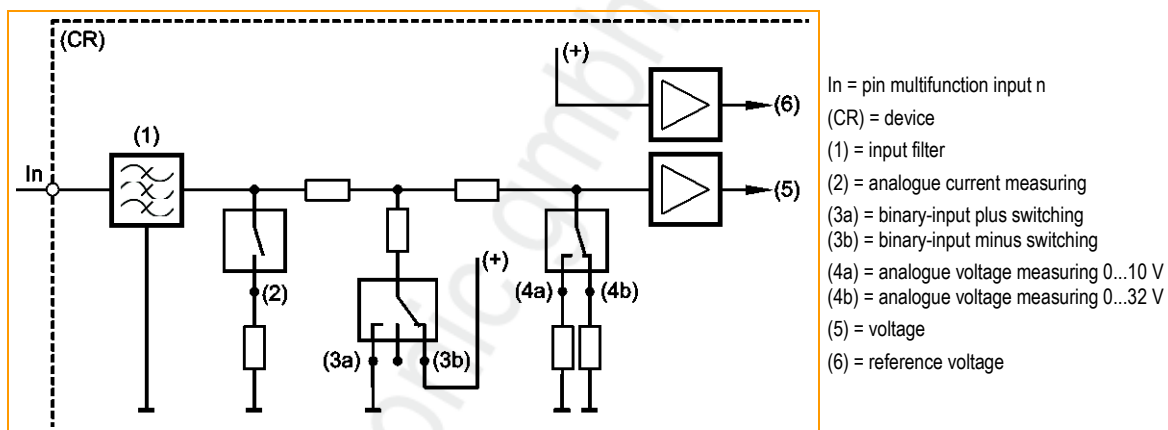 (CR)
(+)
(6)
(1)
In
(5)
(+)
(2)
(4a)
(4b)
(3a)
(3b)
In = pin multifunction input n
(CR) = device
(1) = input filter
(2) = analogue current measuring
(3a) = binary-input plus switching
(3b) = binary-input minus switching
(4a) = analogue voltage measuring 0...10 V
(4b) = analogue voltage measuring 0...32 V
(5) = voltage
(6) = reference voltage
onic gmbh